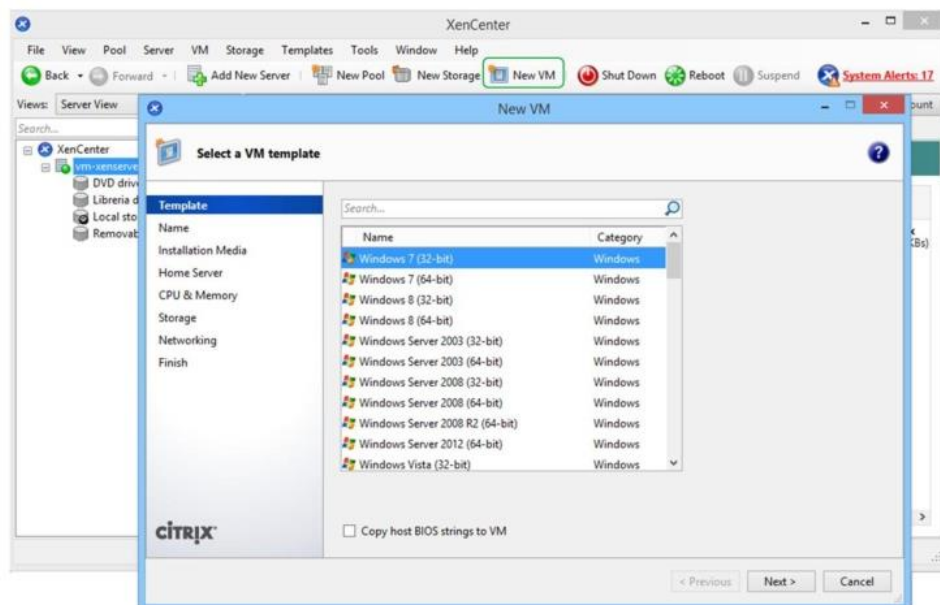 XenCenter
File View Pool Server VM Storage Templates Tools Window Help
Back Forward Add New Server New Pool New Storage New VM Shut Down Reboot Suspend System Alerts: 17
Views: Server View
New VM
Search...
XenCenter
vm-xenserve
DVD driv
Libreria d
Local sto
Removab
Select a VM template
Template
Name
Installation Media
Home Server
CPU & Memory
Storage
Networking
Finish
CITRIX
Search...
Name Category
Windows 7 (32-bit) Windows
Windows 7 (64-bit) Windows
Windows 8 (32-bit) Windows
Windows 8 (64-bit) Windows
Windows Server 2003 (32-bit) Windows
Windows Server 2003 (64-bit) Windows
Windows Server 2008 (32-bit) Windows
Windows Server 2008 (64-bit) Windows
Windows Server 2008 R2 (64-bit) Windows
Windows Server 2012 (64-bit) Windows
Windows Vista (32-bit) Windows
Copy host BIOS strings to VM
< Previous Next > Cancel